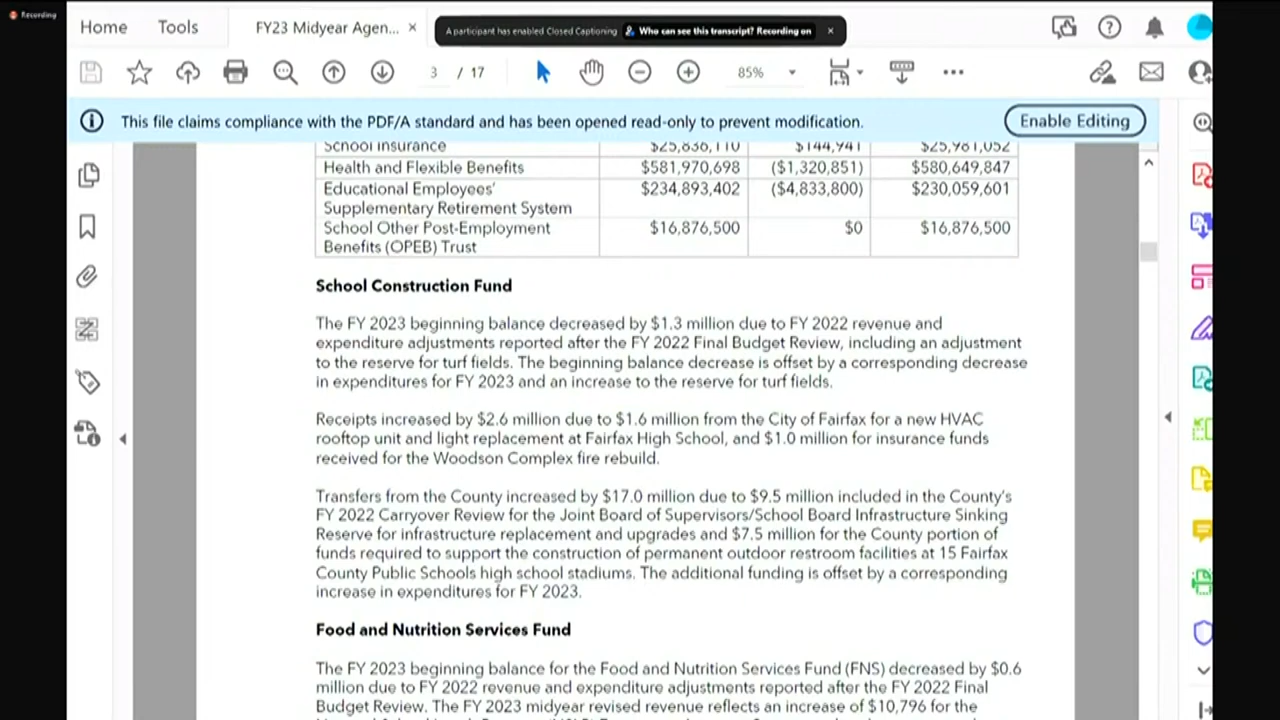 Recording
Home
Tools
FY23 Midyear Agen... ×
A participant has enabled Closed Captioning
Who can see this transcript? Recording on
×
3 / 17
85%
This file claims compliance with the PDF/A standard and has been opened read-only to prevent modification.
Enable Editing
School Insurance $25,836,110 $144,941 $25,981,052
Health and Flexible Benefits $581,970,698 ($1,320,851) $580,649,847
Educational Employees' $234,893,402 ($4,833,800) $230,059,601
Supplementary Retirement System
School Other Post-Employment $16,876,500 $0 $16,876,500
Benefits (OPEB) Trust
School Construction Fund
The FY 2023 beginning balance decreased by $1.3 million due to FY 2022 revenue and
expenditure adjustments reported after the FY 2022 Final Budget Review, including an adjustment
to the reserve for turf fields. The beginning balance decrease is offset by a corresponding decrease
in expenditures for FY 2023 and an increase to the reserve for turf fields.
Receipts increased by $2.6 million due to $1.6 million from the City of Fairfax for a new HVAC
rooftop unit and light replacement at Fairfax High School, and $1.0 million for insurance funds
received for the Woodson Complex fire rebuild.
Transfers from the County increased by $17.0 million due to $9.5 million included in the County's
FY 2022 Carryover Review for the Joint Board of Supervisors/School Board Infrastructure Sinking
Reserve for infrastructure replacement and upgrades and $7.5 million for the County portion of
funds required to support the construction of permanent outdoor restroom facilities at 15 Fairfax
County Public Schools high school stadiums. The additional funding is offset by a corresponding
increase in expenditures for FY 2023.
Food and Nutrition Services Fund
The FY 2023 beginning balance for the Food and Nutrition Services Fund (FNS) decreased by $0.6
million due to FY 2022 revenue and expenditure adjustments reported after the FY 2022 Final
Budget Review. The FY 2023 midyear revised revenue reflects an increase of $10,796 for the